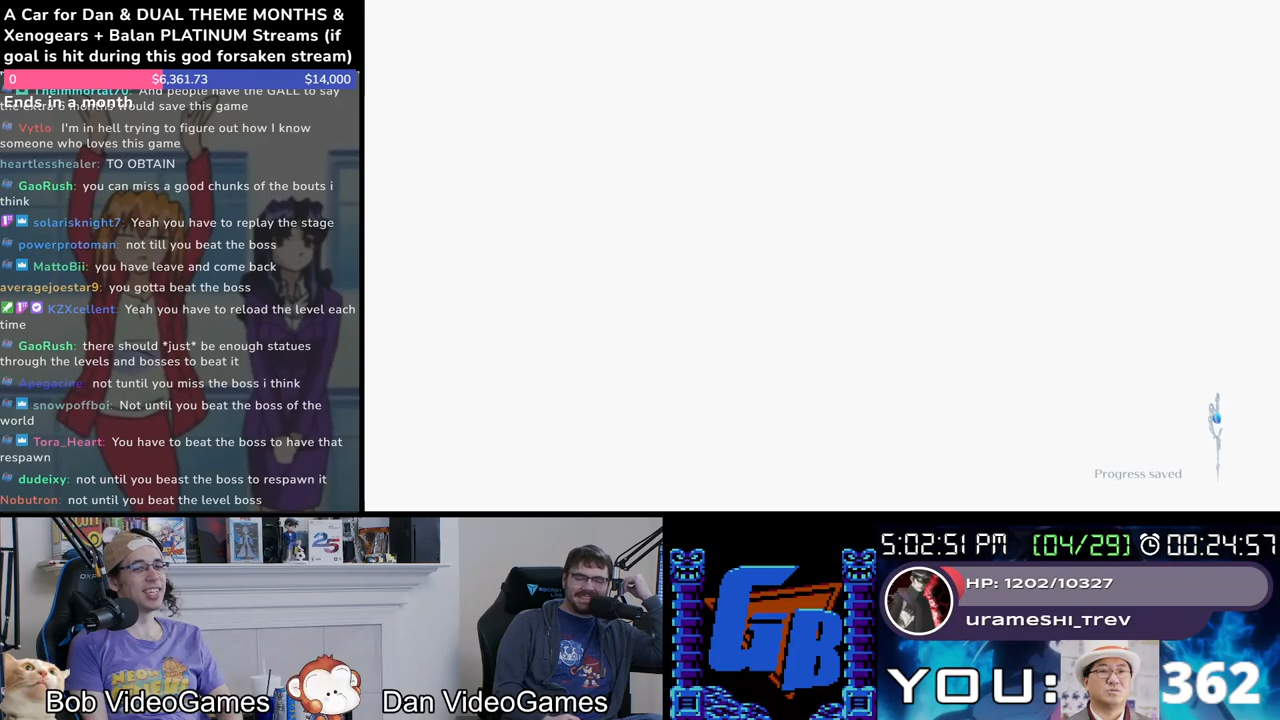 A Car for Dan & DUAL THEME MONTHS &
Xenogears + Balan PLATINUM Streams (if
goal is hit during this god forsaken stream)
0 $6,361.73 $14,000
TheImmortal70: And people have the GALL to say
Ends in a month
the extra 6 months would save this game
Vytlo: I'm in hell trying to figure out how I know
someone who loves this game
heartlesshealer: TO OBTAIN
GaoRush: you can miss a good chunks of the bouts i
think
solarisknight7: Yeah you have to replay the stage
powerprotoman: not till you beat the boss
MattoBii: you have leave and come back
averagejoestar9: you gotta beat the boss
KZXcellent: Yeah you have to reload the level each
time
GaoRush: there should *just* be enough statues
through the levels and bosses to beat it
Apegacine: not tuntil you miss the boss i think
snowpoffboi: Not until you beat the boss of the
world
Tora_Heart: You have to beat the boss to have that
respawn
dudeixy: not until you beast the boss to respawn it
Nobutron: not until you beat the level boss
Progress saved
Bob VideoGames
Dan VideoGames
GB
5:02:51 PM [04/29] 00:24:57
HP: 1202/10327
urameSHI_Trev
YOU: 362